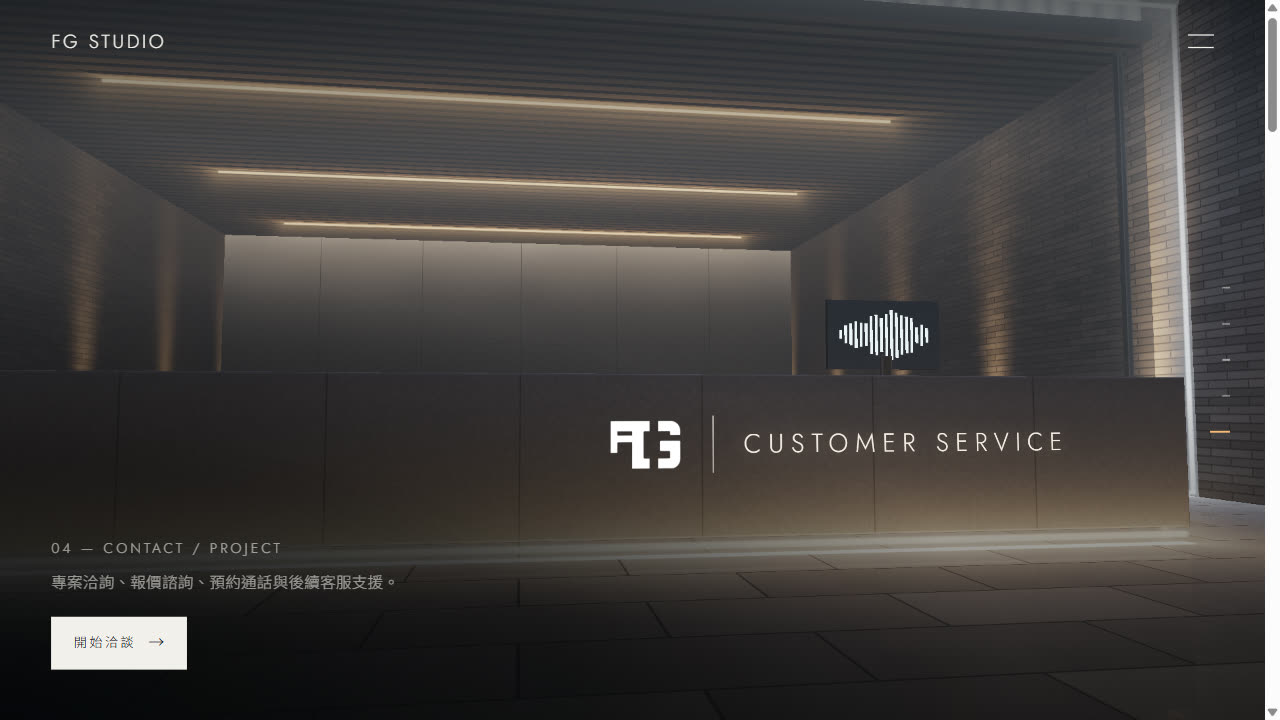 FG STUDIO
FG | CUSTOMER SERVICE
04 — CONTACT / PROJECT
專案洽詢、報價諮詢、預約通話與後續客服支援。
開始洽談 →